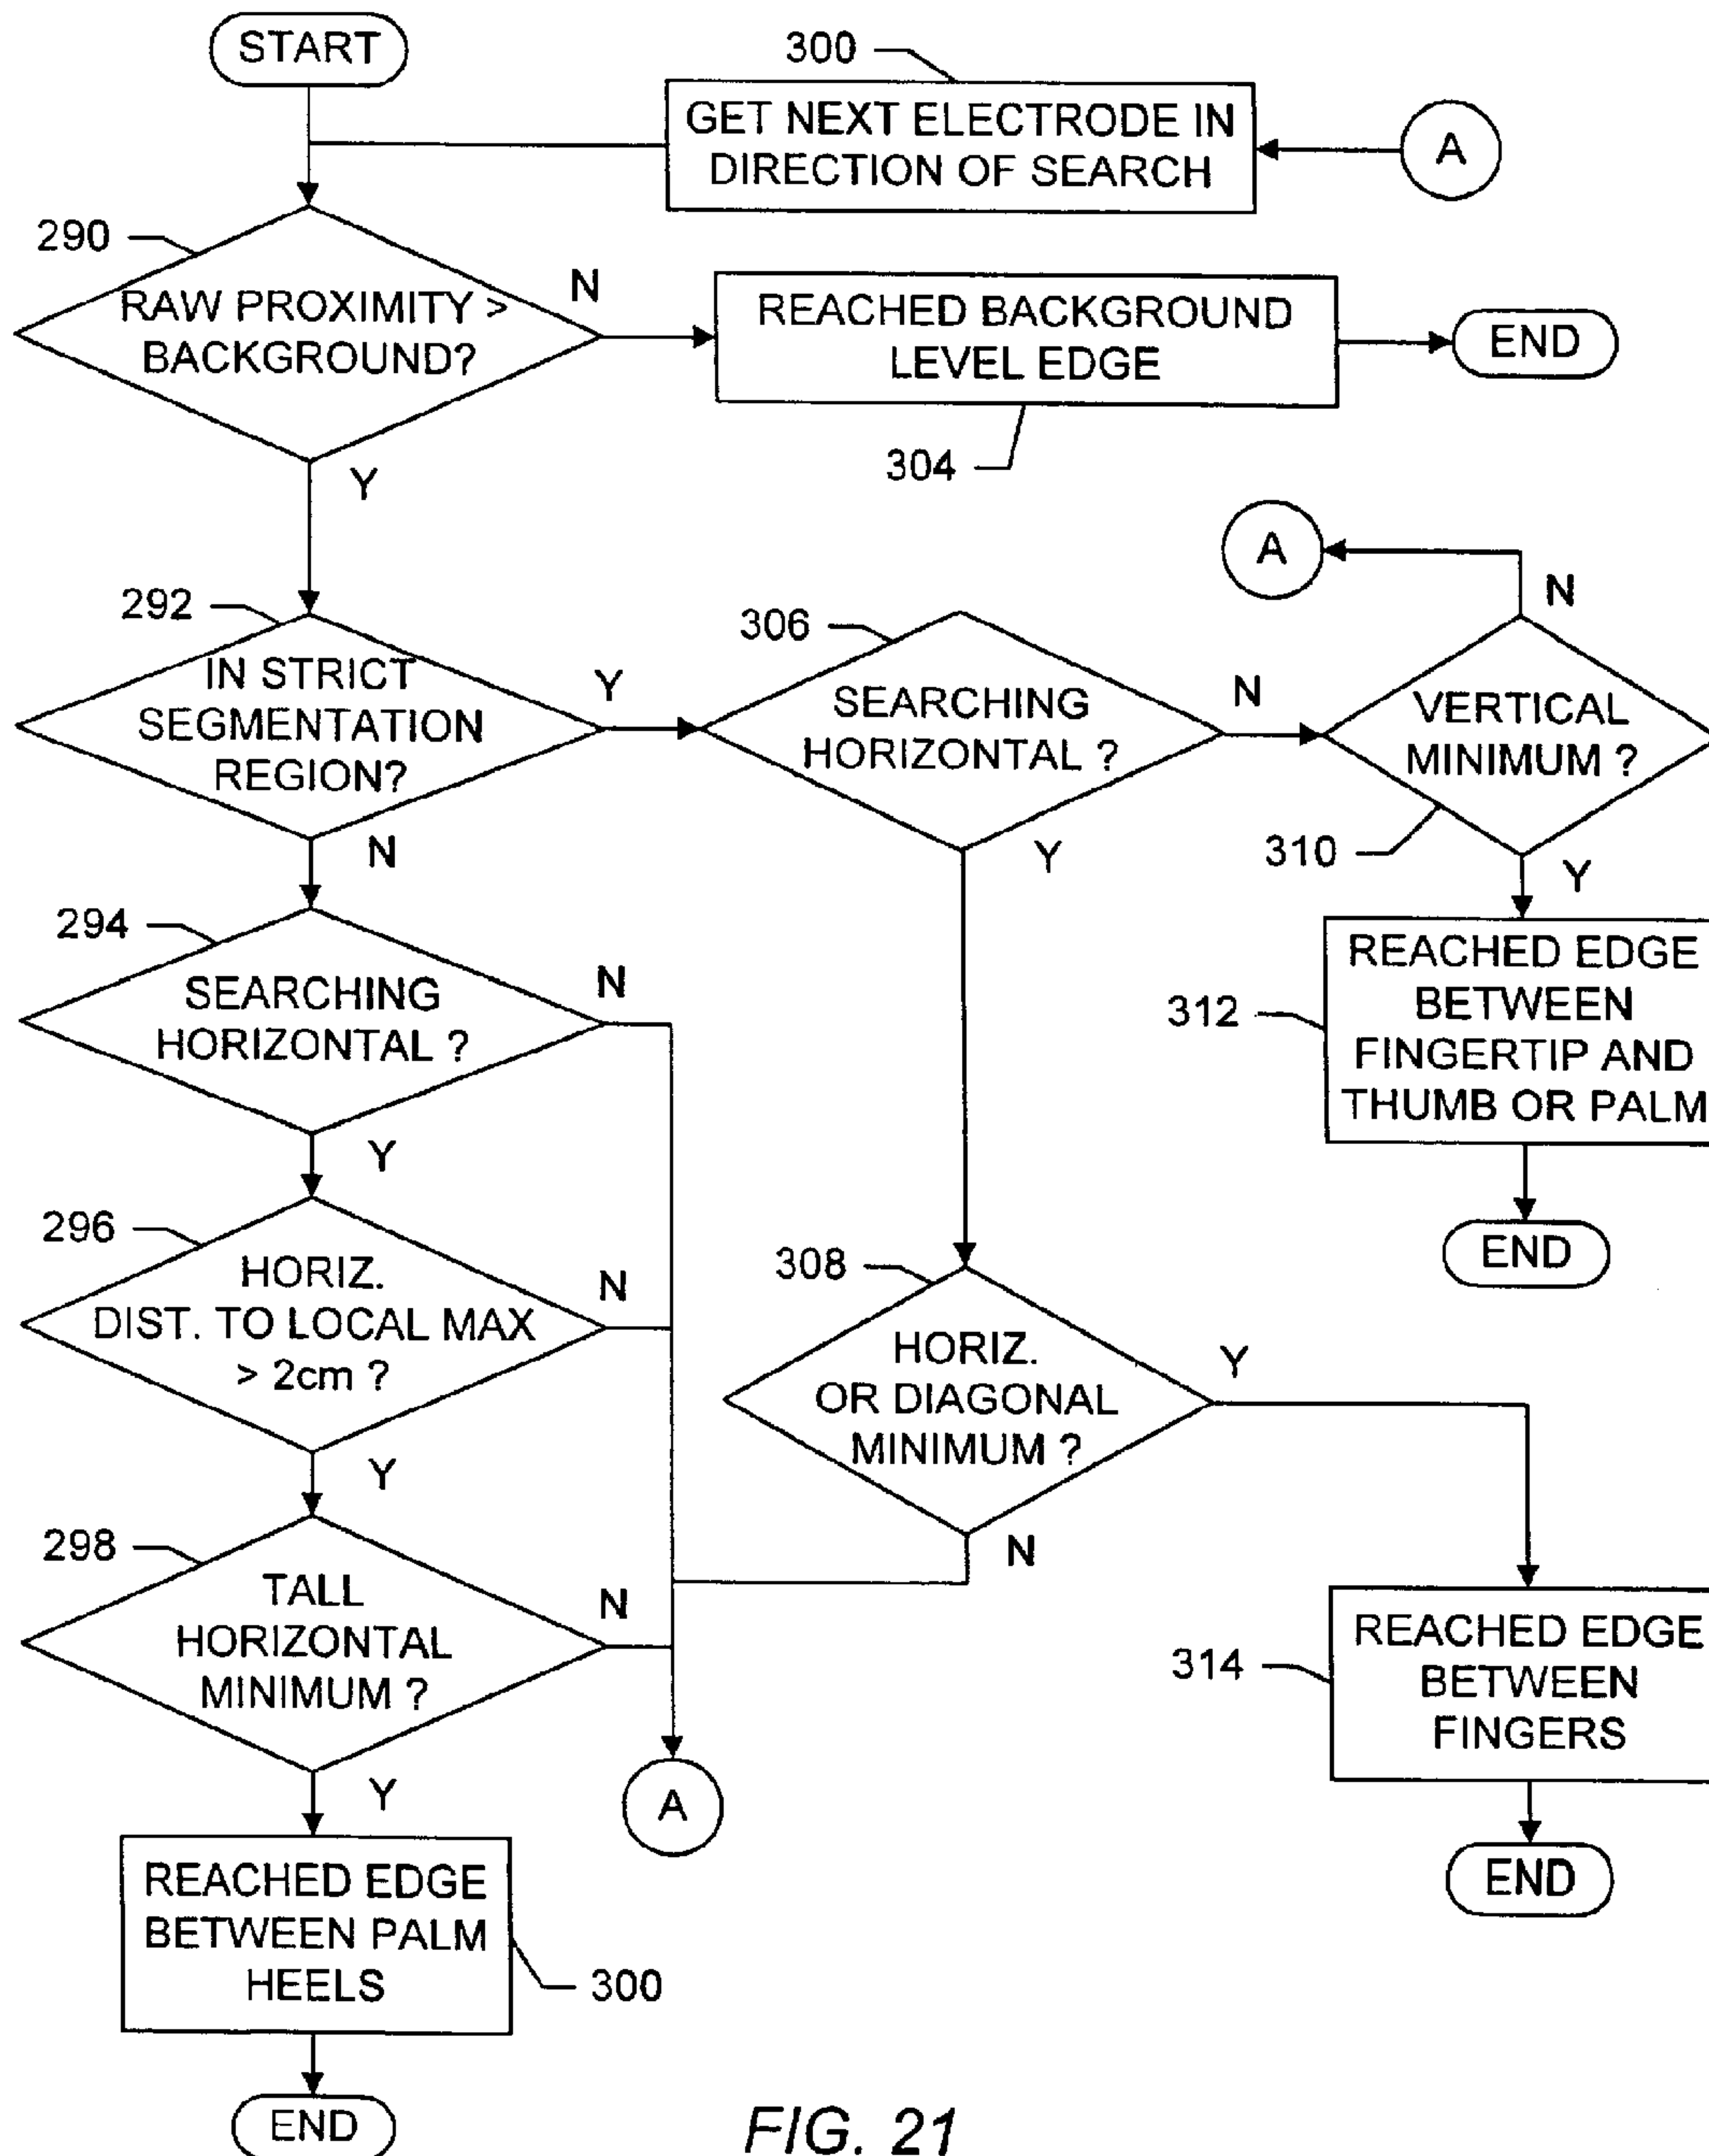 START
300
GET NEXT ELECTRODE IN
DIRECTION OF SEARCH
A
290
RAW PROXIMITY >
BACKGROUND?
N
Y
REACHED BACKGROUND
LEVEL EDGE
304
END
292
IN STRICT
SEGMENTATION
REGION?
Y
N
306
SEARCHING
HORIZONTAL ?
N
Y
A
N
VERTICAL
MINIMUM ?
310
Y
312
REACHED EDGE
BETWEEN
FINGERTIP AND
THUMB OR PALM
END
294
SEARCHING
HORIZONTAL ?
N
Y
296
HORIZ.
DIST. TO LOCAL MAX
> 2cm ?
N
Y
308
HORIZ.
OR DIAGONAL
MINIMUM ?
Y
N
298
TALL
HORIZONTAL
MINIMUM ?
N
Y
A
314
REACHED EDGE
BETWEEN
FINGERS
END
REACHED EDGE
BETWEEN PALM
HEELS
300
END
FIG. 21